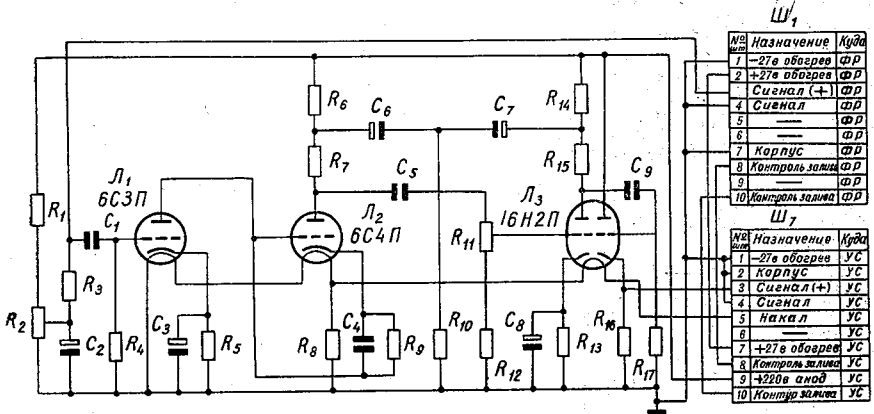 Ш₁
№ шт Назначение Куда
1 −27в обогрев ФР
2 +27в обогрев ФР
Сигнал (+) ФР
4 Сигнал ФР
5 — ФР
6 — ФР
7 Корпус ФР
8 Контроль залива ФР
9 — ФР
10 Контроль залива ФР
Ш₇
№ шт Назначение Куда
1 −27в обогрев УС
2 Корпус УС
3 Сигнал (+) УС
4 Сигнал УС
5 Накал УС
6 — УС
7 +27в обогрев УС
8 Контроль залива УС
9 +220в анод УС
10 Контур залива УС
R₆ C₆ C₇ R₁₄
R₇ C₅ R₁₅ C₉
Л₁
6С3П
Л₂
6С4П
Л₃
16Н2П
R₁ C₁ R₁₁
R₃
R₂ C₂ R₄ C₃ R₅ R₈ C₄ R₉ R₁₀ R₁₂ C₈ R₁₃ R₁₆ R₁₇